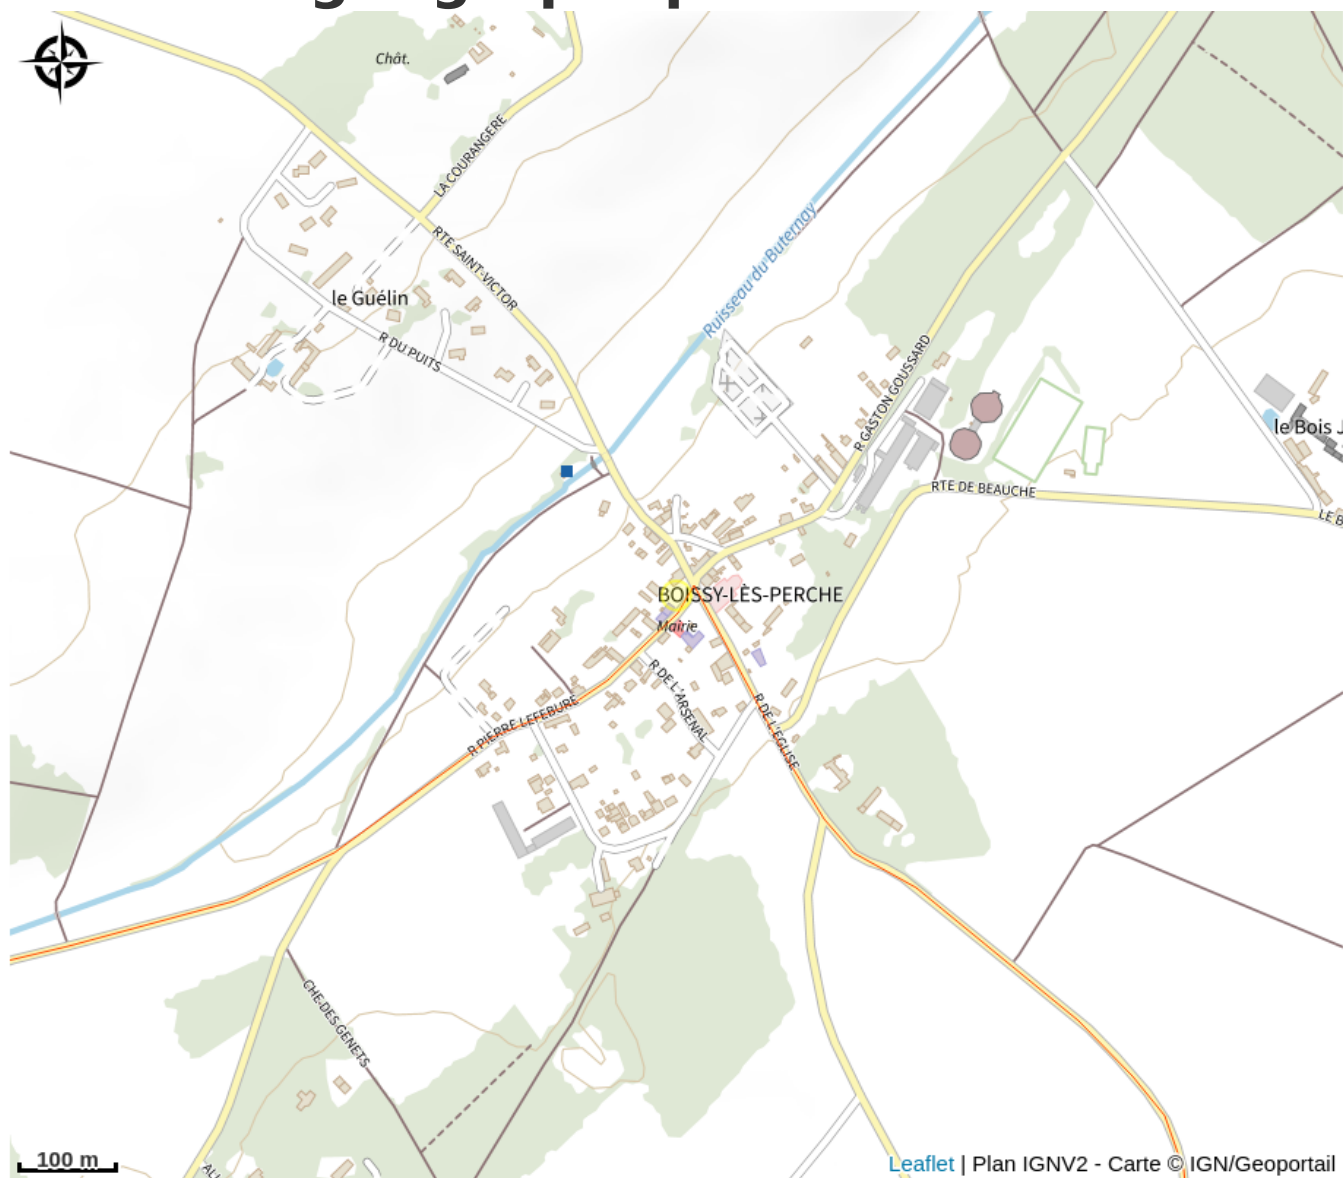 Chât.
LA COURANGERE
RTE SAINT-VICTOR
Ruisseau du Buternay
le Guélin
R DU PUITS
R GASTON GOUSSARD
le Bois J
RTE DE BEAUCHE
LE B
BOISSY-LÈS-PERCHE
Mairie
R DE L'ARSENAL
R PIERRE LEFEBURE
R DE L'EGLISE
CHE DES GENETS
ALL
100 m
Leaflet | Plan IGNV2 - Carte © IGN/Geoportail